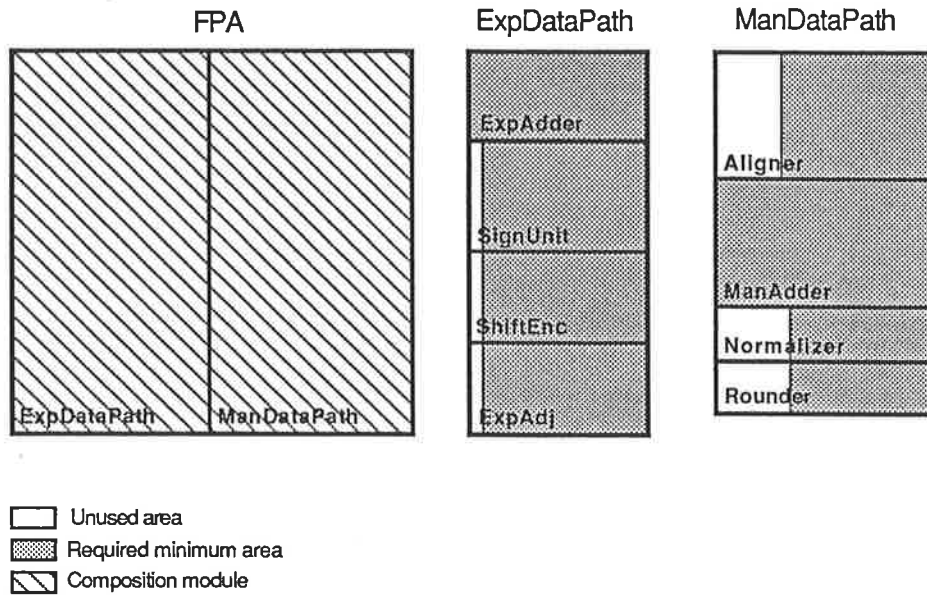 FPA
ExpDataPath
ManDataPath
ExpAdder
SignUnit
ShiftEnc
ExpAdj
Aligner
ManAdder
Normalizer
Rounder
ExpDataPath
ManDataPath
Unused area
Required minimum area
Composition module